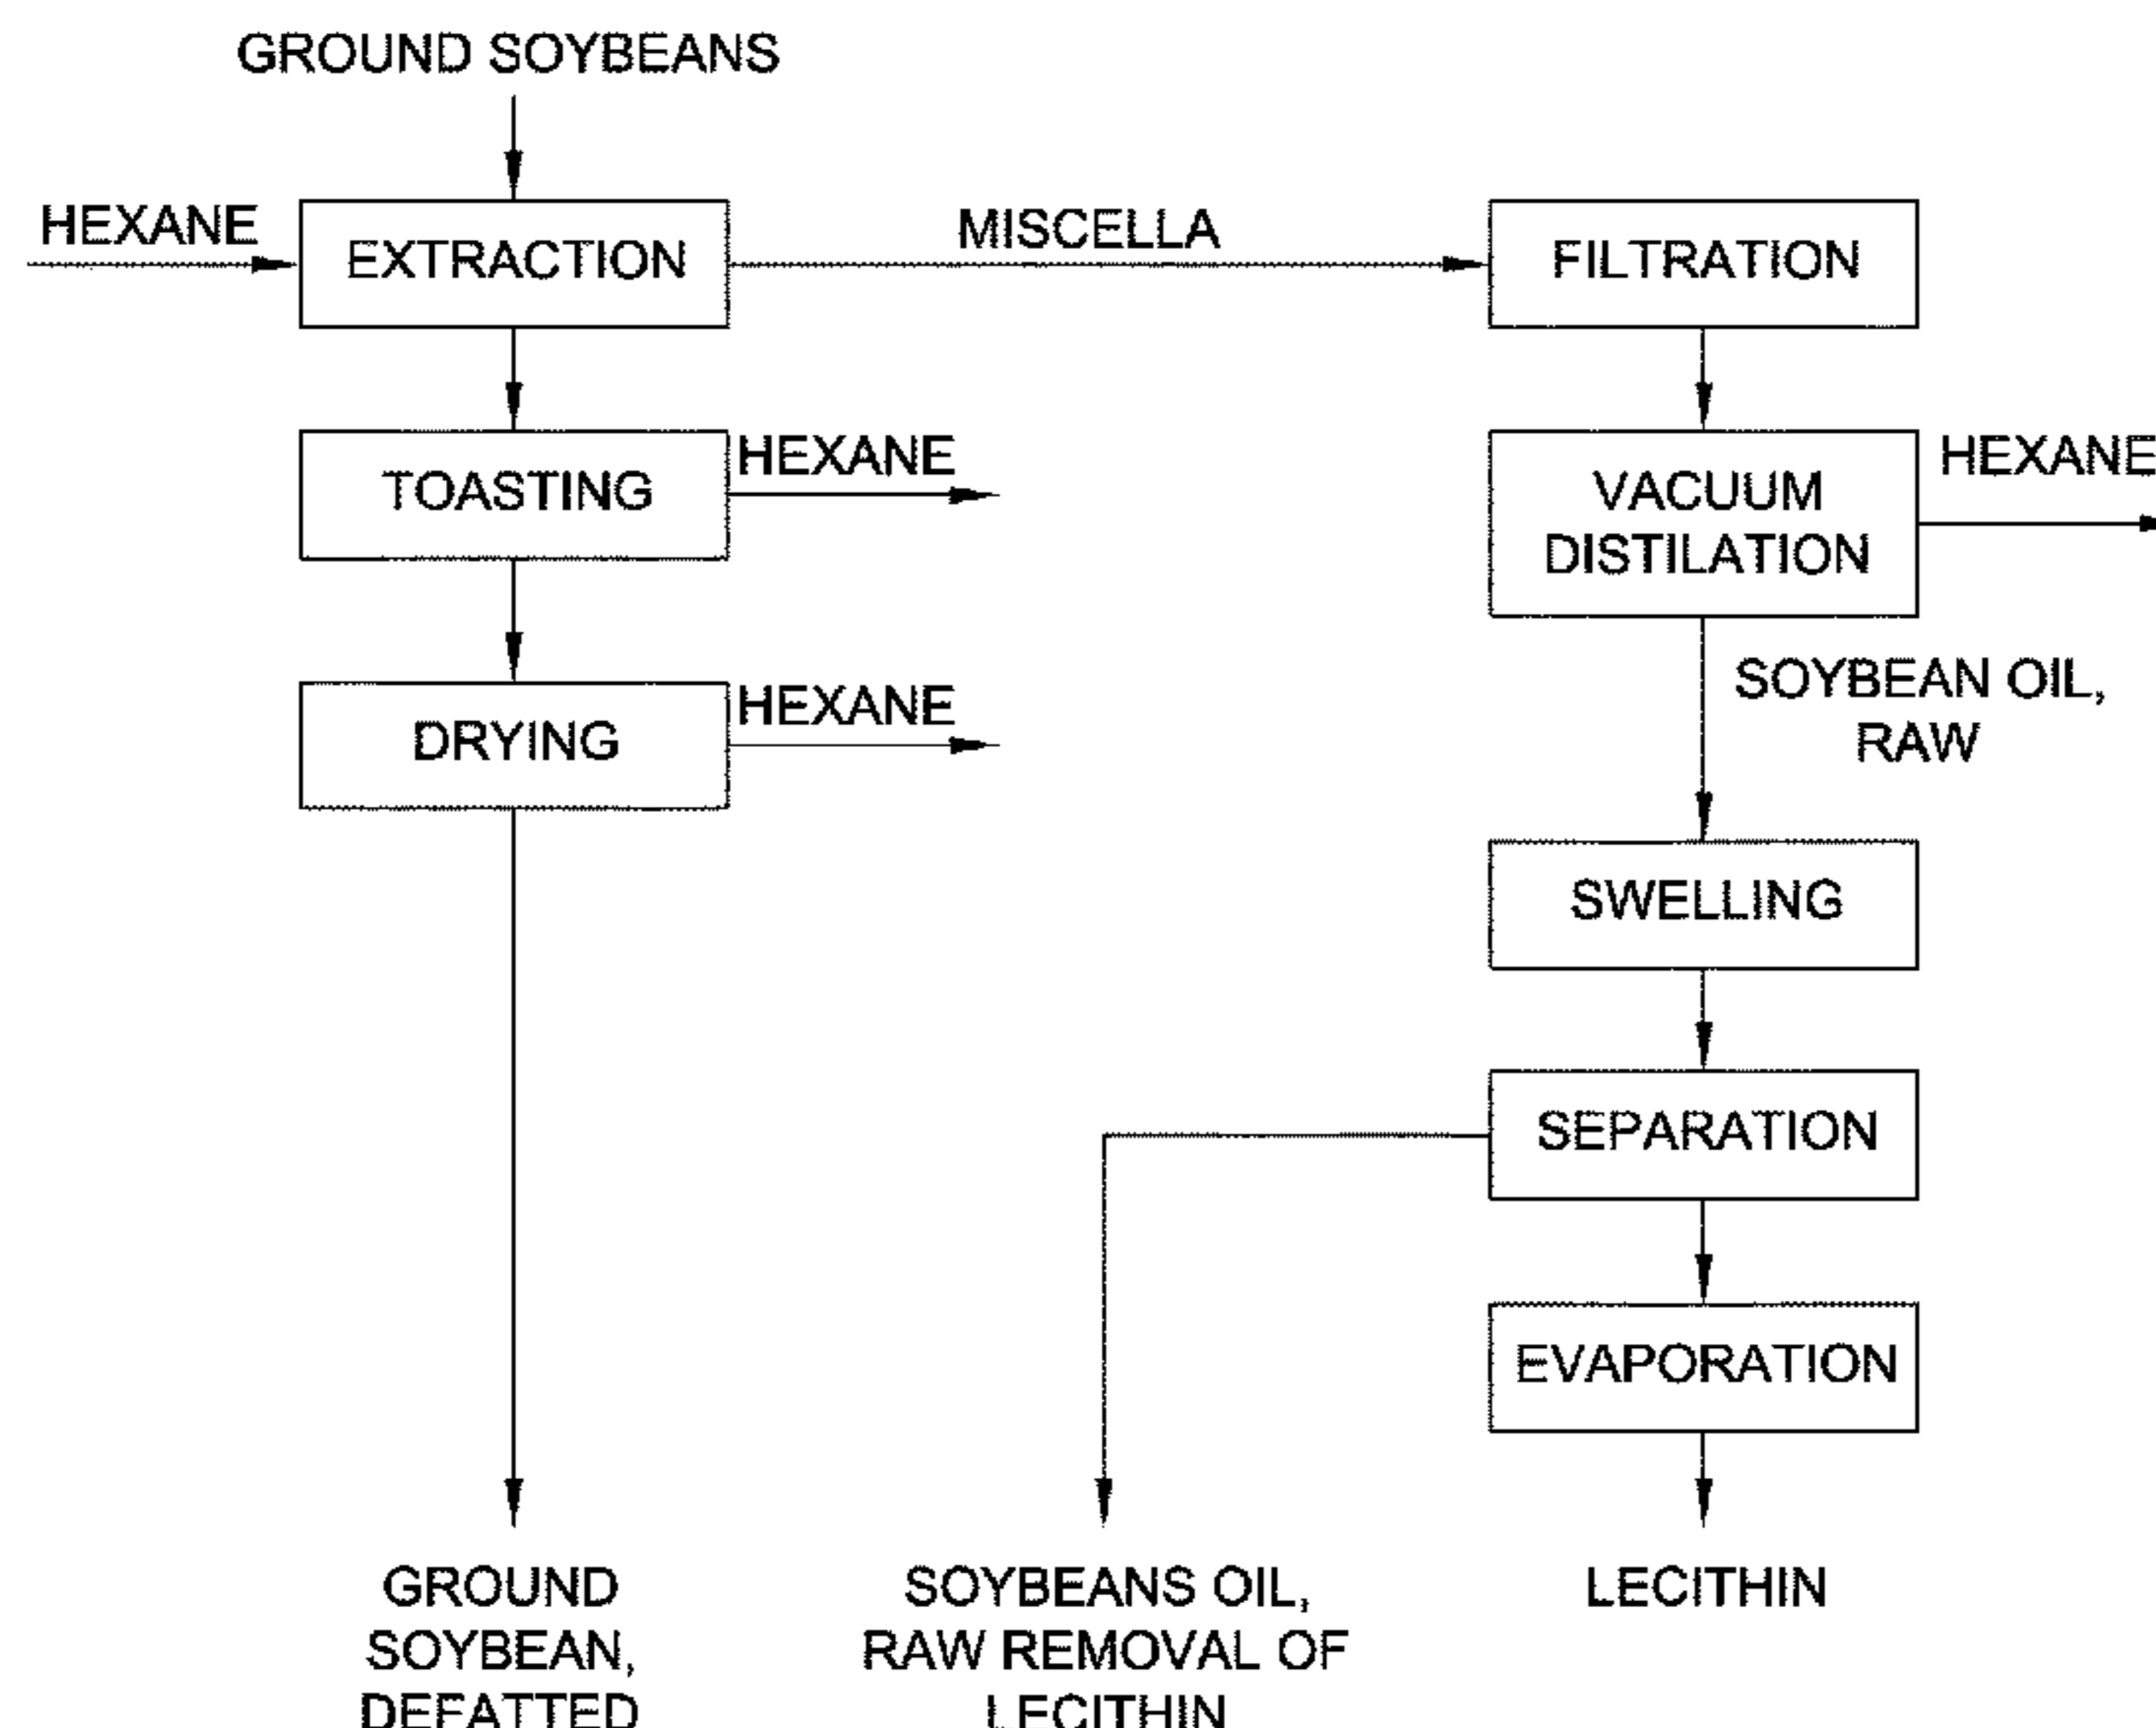 GROUND SOYBEANS
HEXANE
EXTRACTION
MISCELLA
FILTRATION
TOASTING
HEXANE
VACUUM
DISTILATION
HEXANE
DRYING
HEXANE
SOYBEAN OIL,
RAW
SWELLING
SEPARATION
EVAPORATION
GROUND
SOYBEAN,
DEFATTED
SOYBEANS OIL,
RAW REMOVAL OF
LECITHIN
LECITHIN